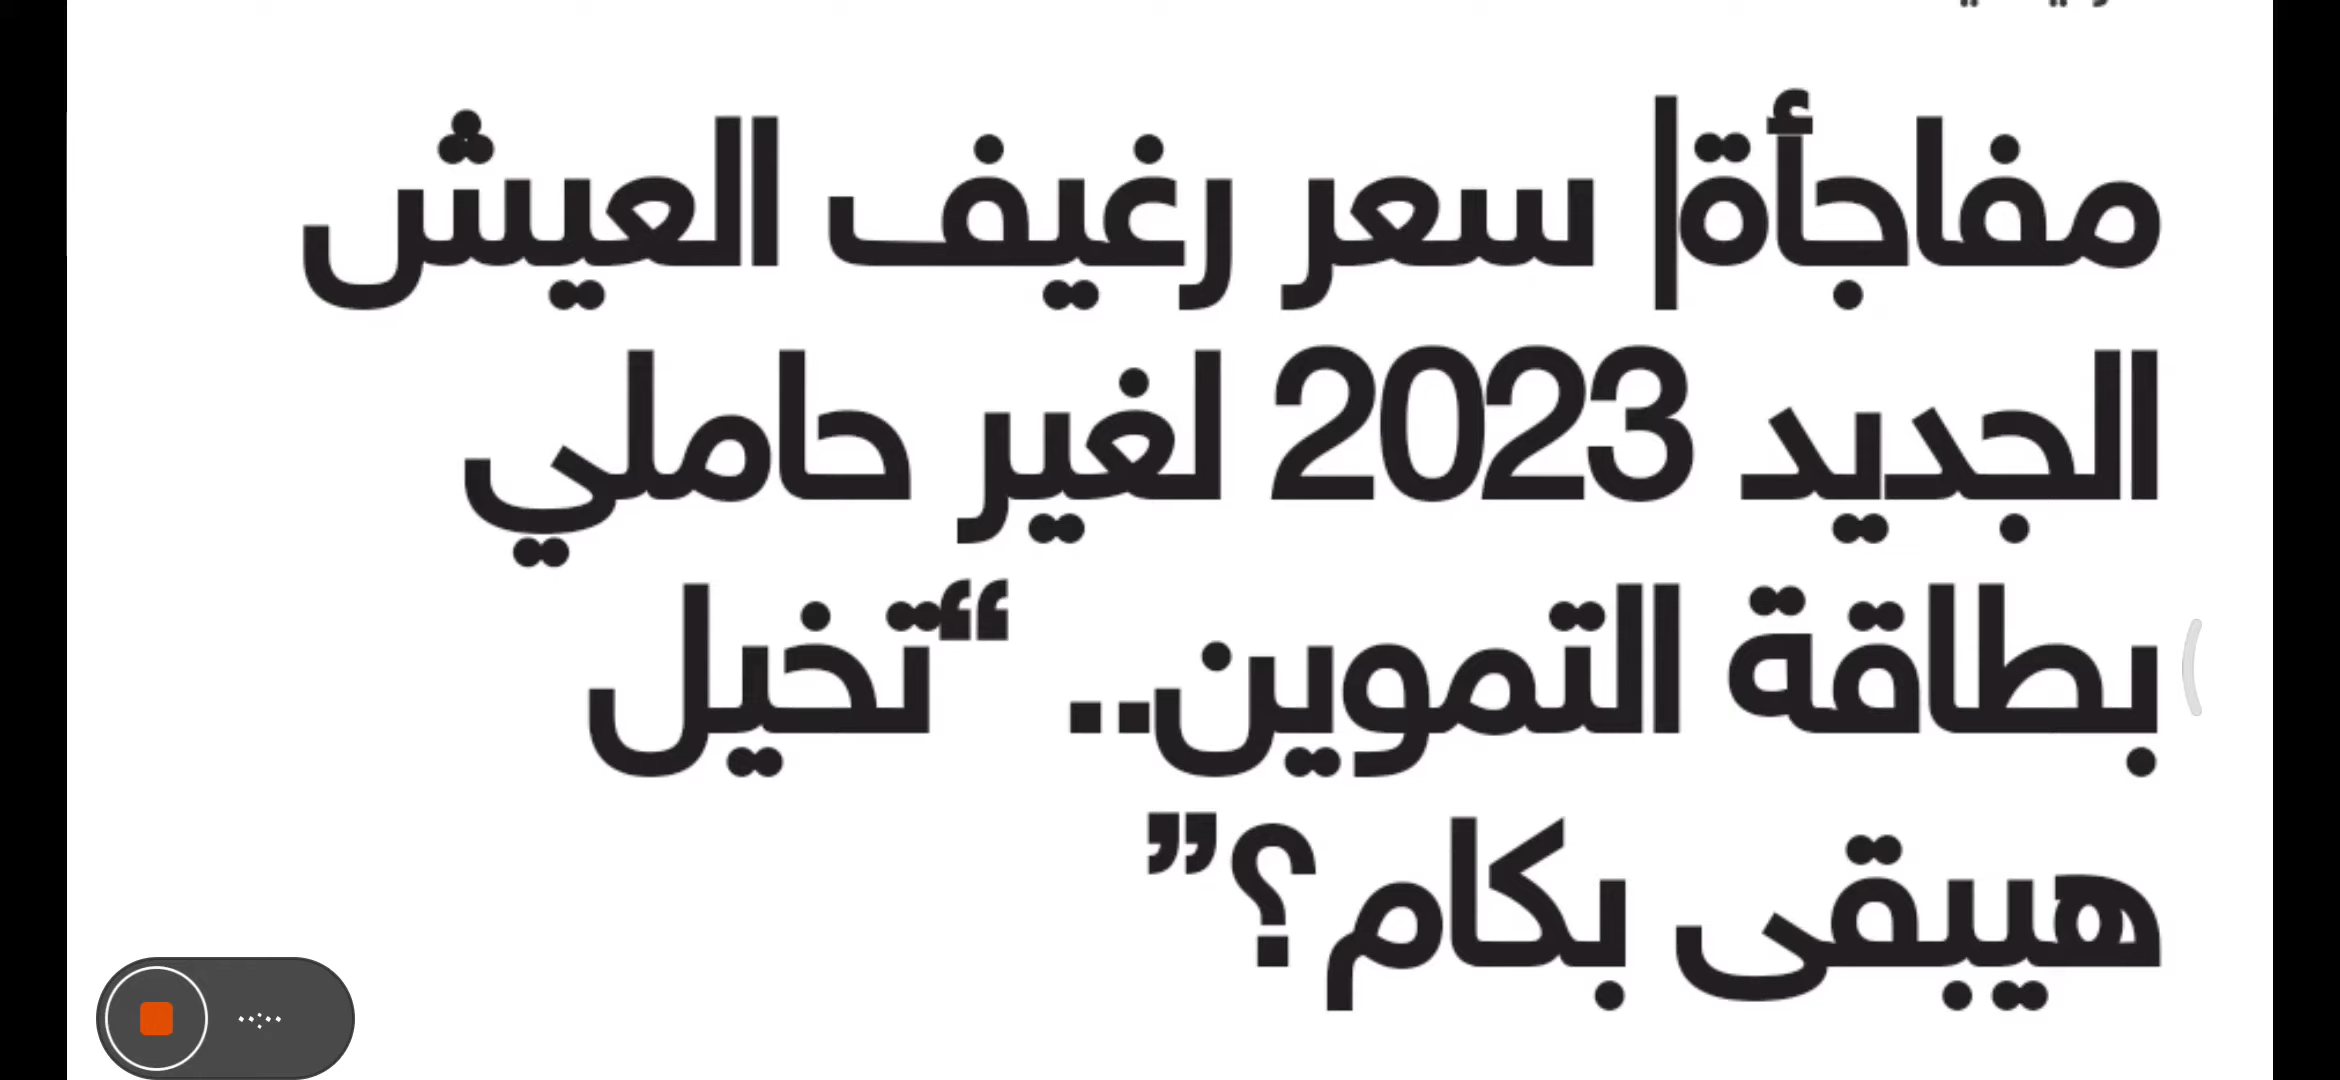 مفاجأة| سعر رغيف العيش
الجديد 2023 لغير حاملي
بطاقة التموين.. “تخيل
هيبقى بكام؟”